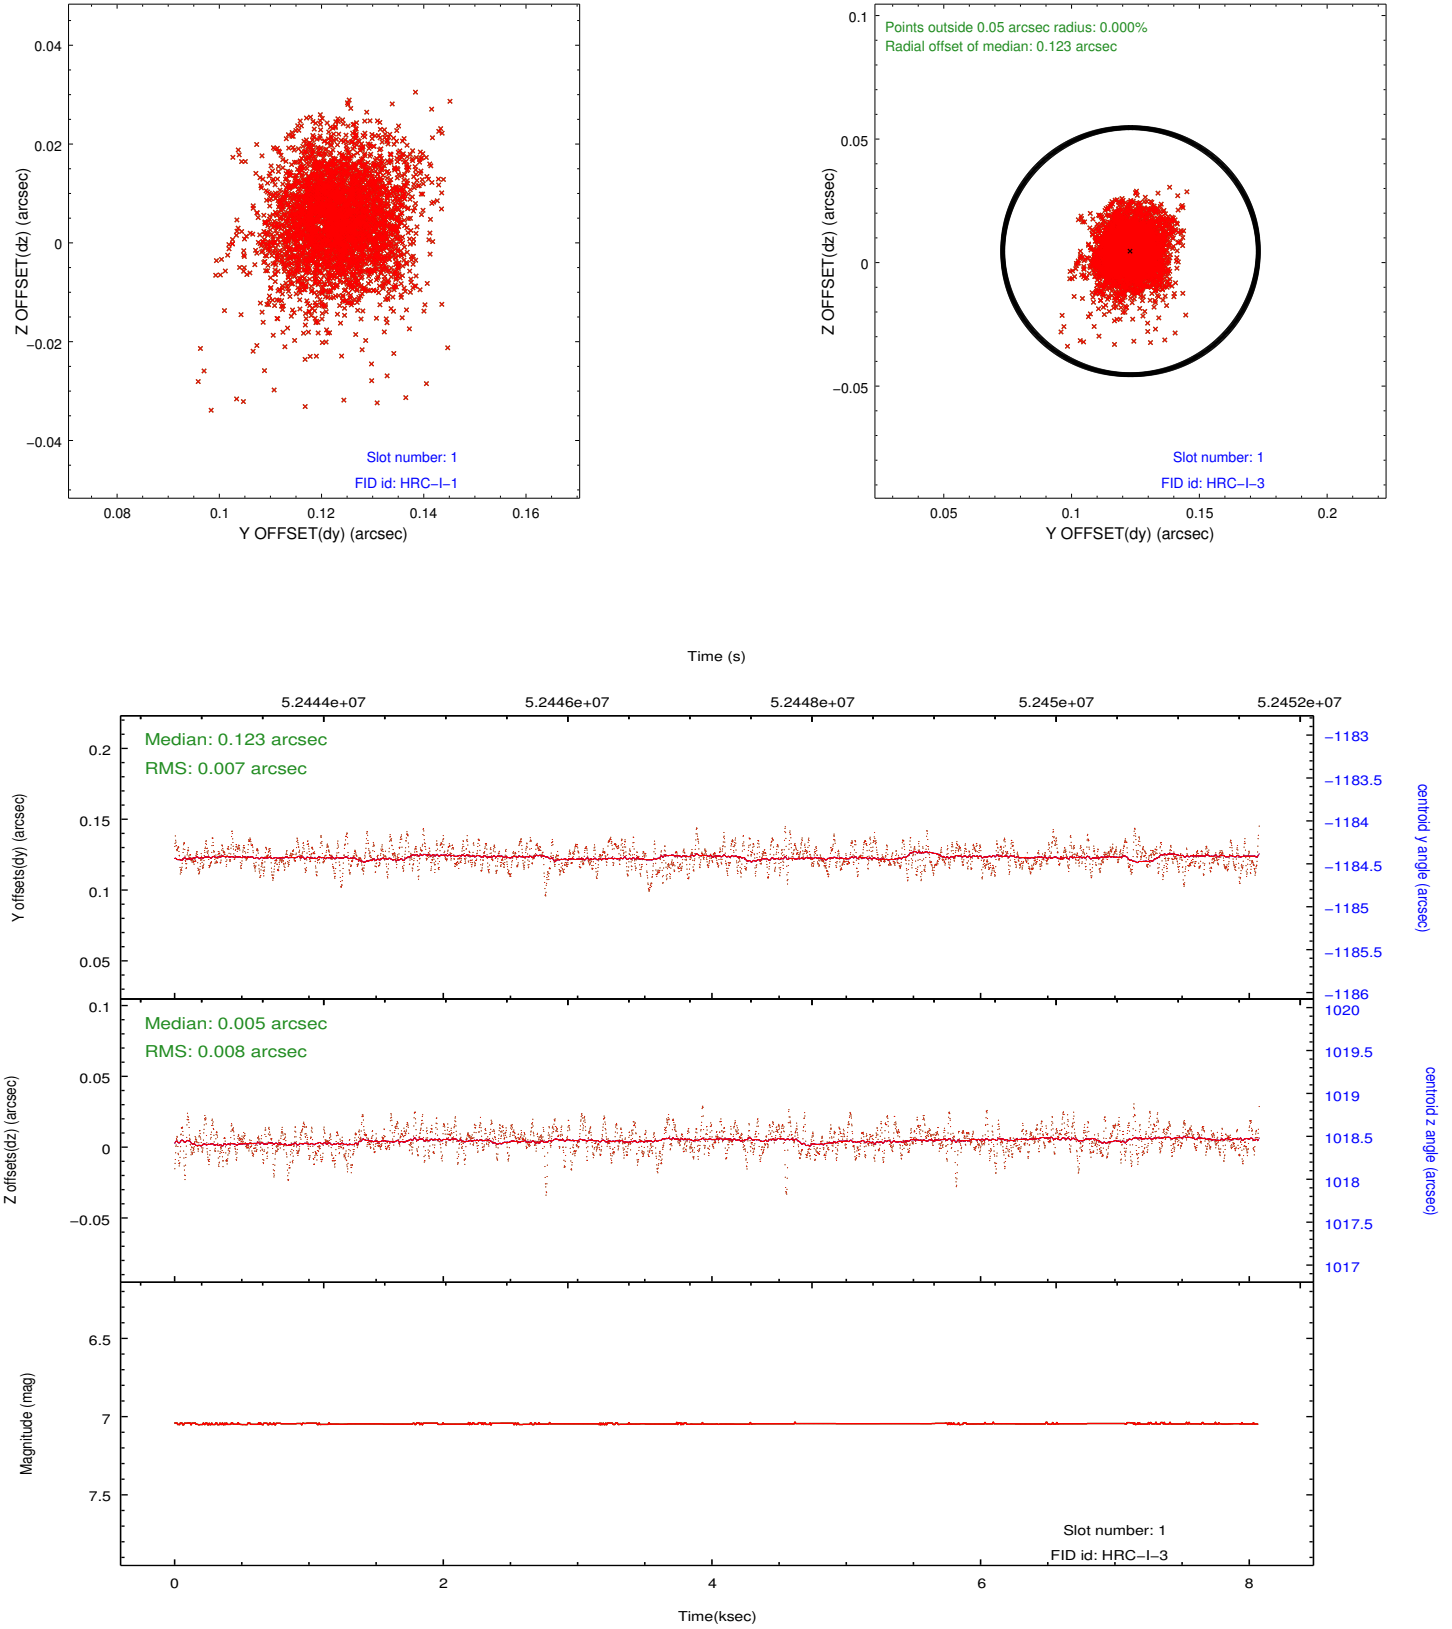 0.04
0.02
0
−0.02
−0.04
Z OFFSET(dz) (arcsec)
Slot number: 1
FID id: HRC−I−1
0.08
0.1
0.12
0.14
0.16
Y OFFSET(dy) (arcsec)
Points outside 0.05 arcsec radius: 0.000%
Radial offset of median: 0.123 arcsec
0.1
0.05
0
−0.05
Z OFFSET(dz) (arcsec)
Slot number: 1
FID id: HRC−I−3
0.05
0.1
0.15
0.2
Y OFFSET(dy) (arcsec)
Time (s)
5.2444e+07
5.2446e+07
5.2448e+07
5.245e+07
5.2452e+07
Median: 0.123 arcsec
RMS: 0.007 arcsec
0.2
0.15
0.1
0.05
Y offsets(dy) (arcsec)
−1183
−1183.5
−1184
−1184.5
−1185
−1185.5
−1186
centroid y angle (arcsec)
Median: 0.005 arcsec
RMS: 0.008 arcsec
0.1
0.05
0
−0.05
Z offsets(dz) (arcsec)
1020
1019.5
1019
1018.5
1018
1017.5
1017
centroid z angle (arcsec)
6.5
7
7.5
Magnitude (mag)
Slot number: 1
FID id: HRC−I−3
0
2
4
6
8
Time(ksec)